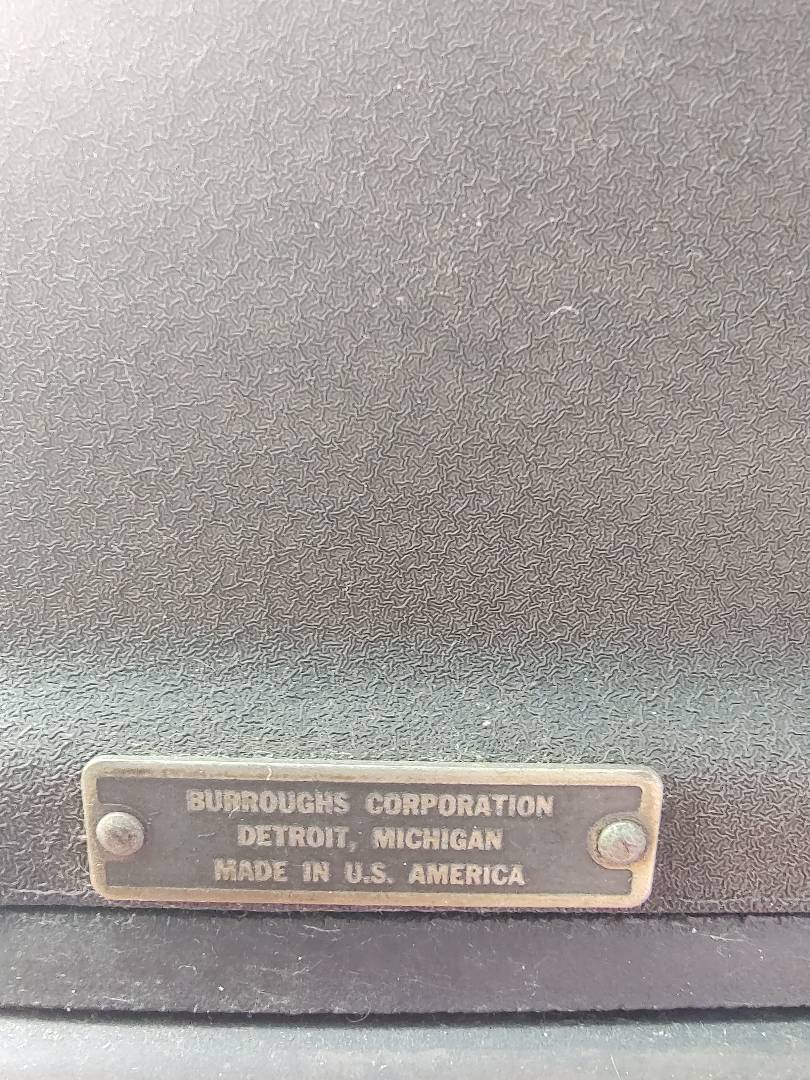 BURROUGHS CORPORATION
DETROIT, MICHIGAN
MADE IN U.S. AMERICA